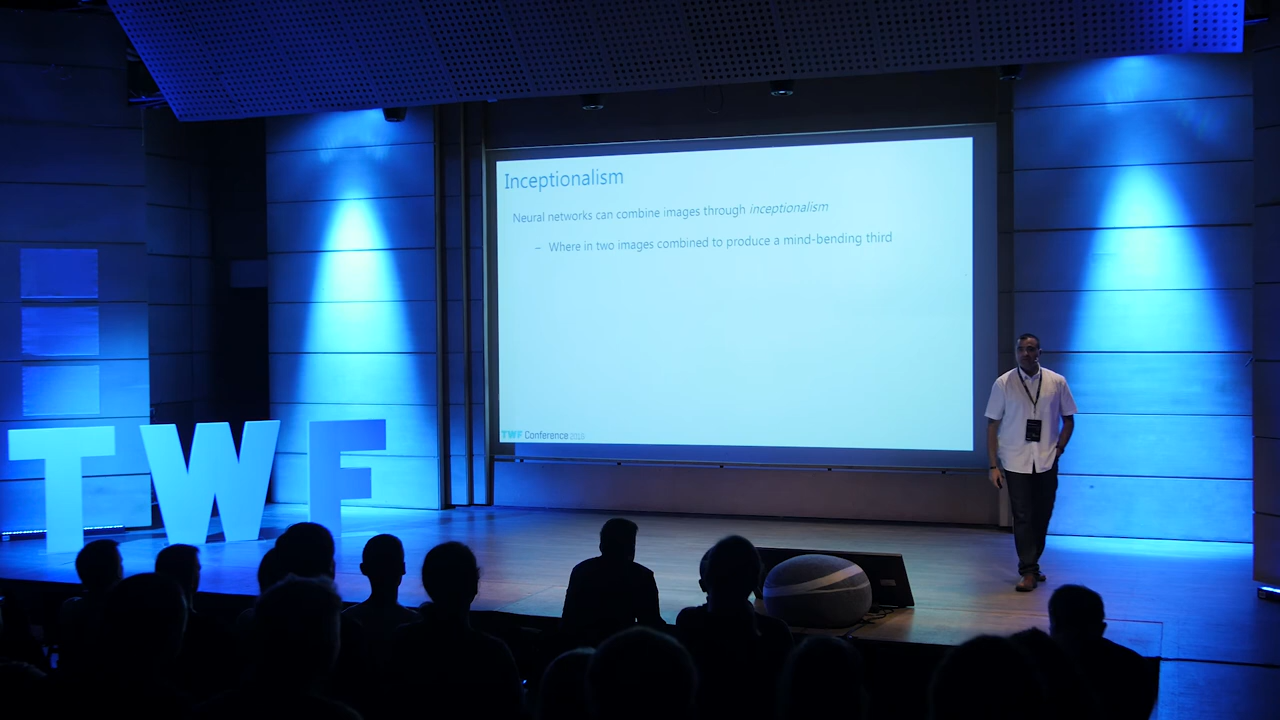 Inceptionalism
Neural networks can combine images through inceptionalism
– Where in two images combined to produce a mind-bending third
TWF Conference 2015
TWF